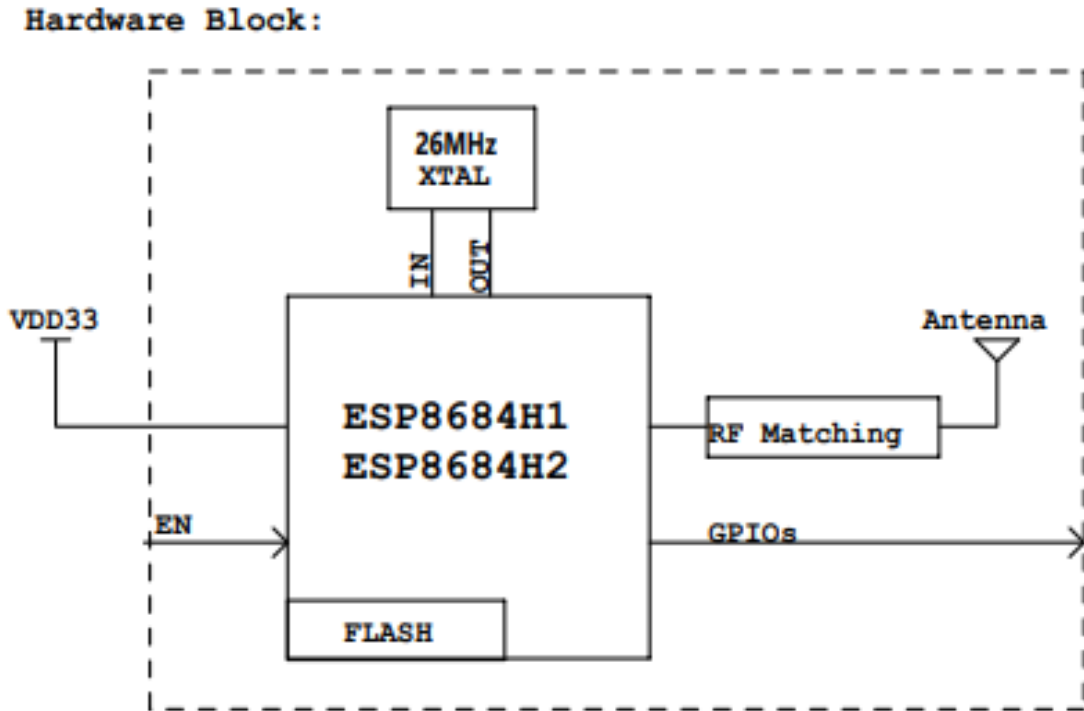 Hardware Block:
26MHz
XTAL
IN
OUT
VDD33
Antenna
ESP8684H1
ESP8684H2
RF Matching
EN
GPIOs
FLASH